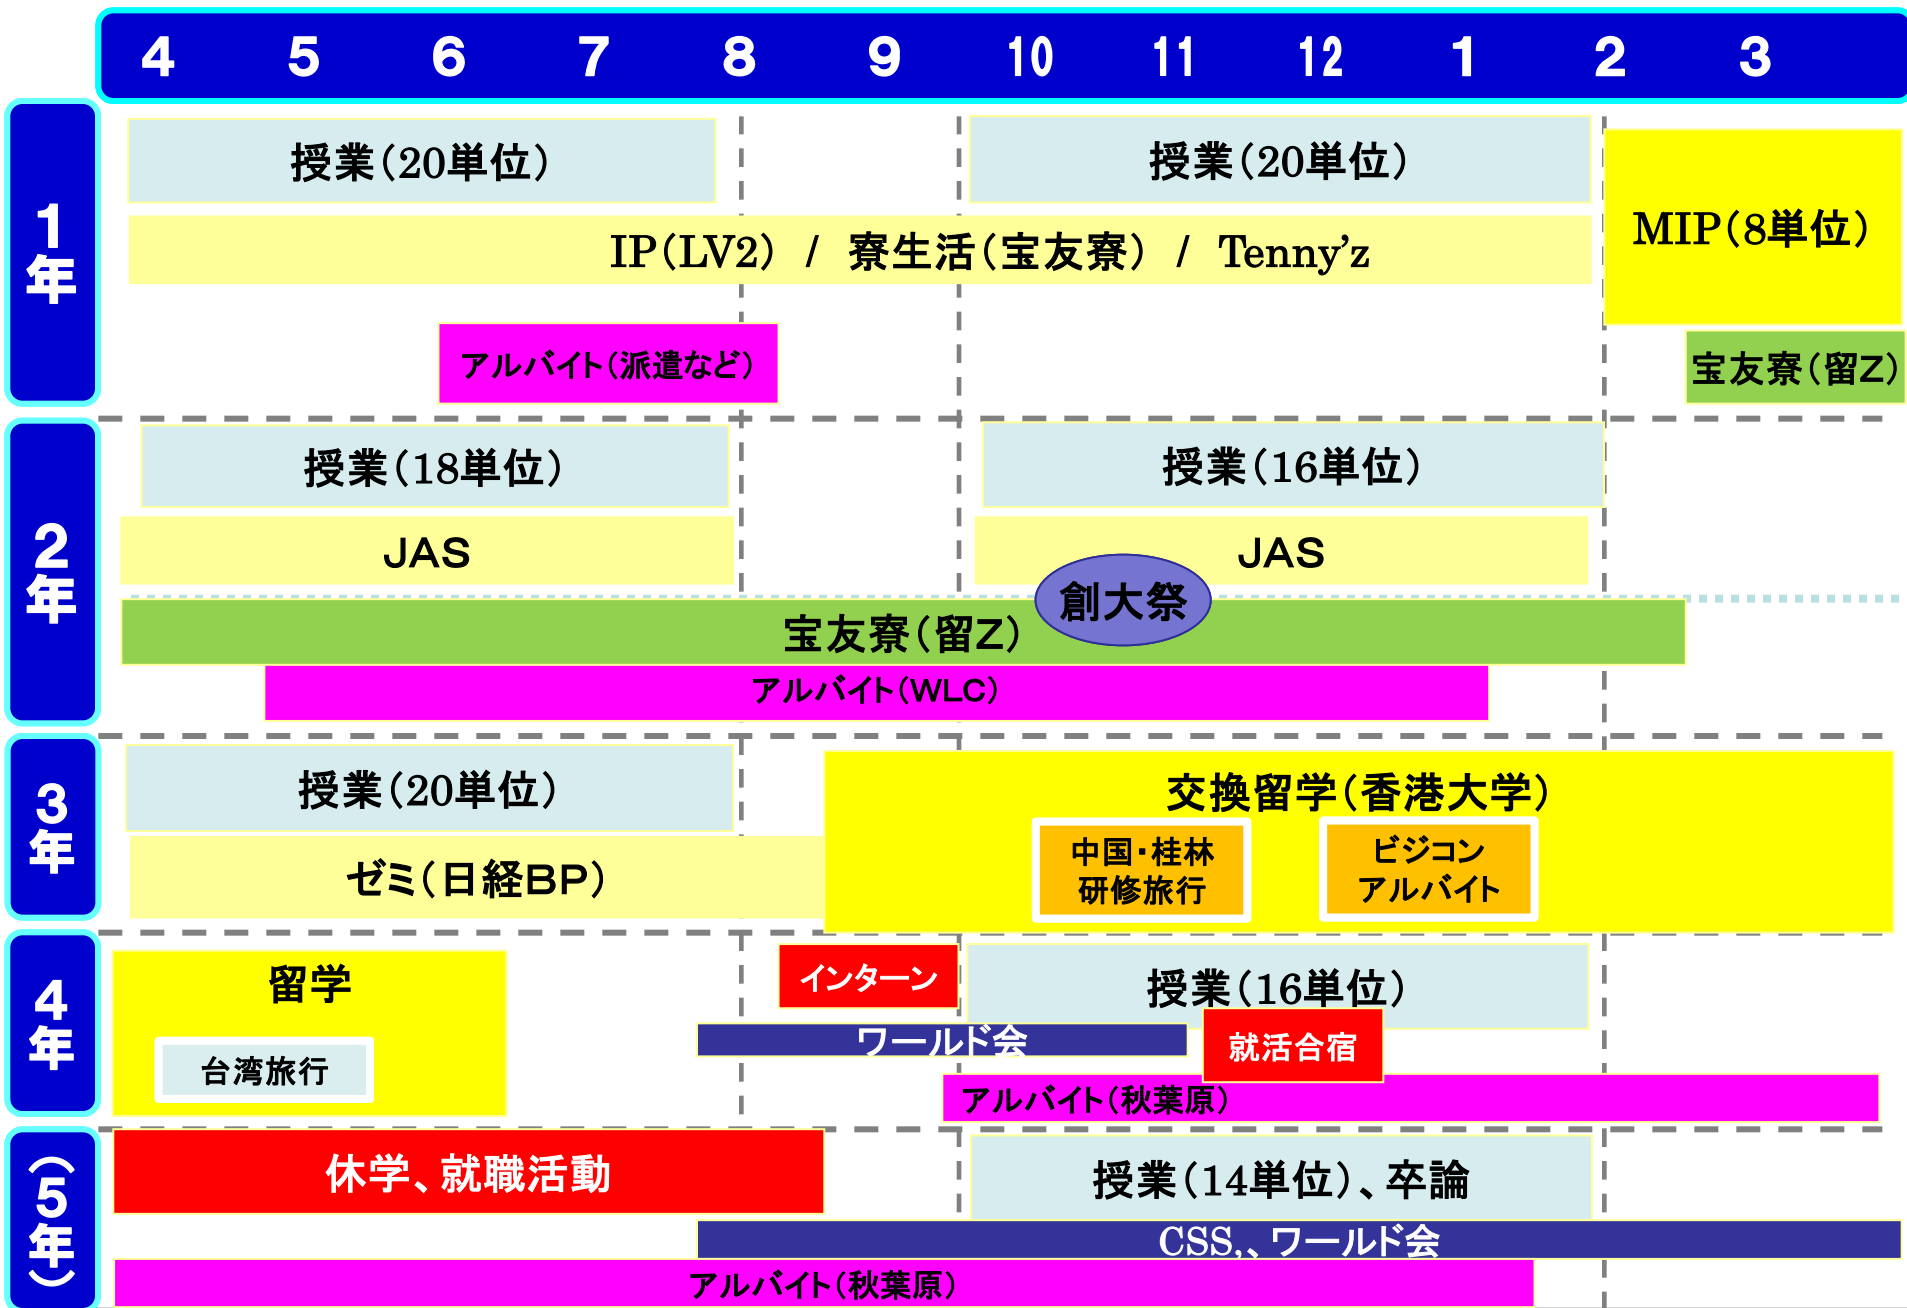 4 5 6 7 8 9 10 11 12 1 2 3
1年
授業(20単位)
授業(20単位)
MIP(8単位)
IP(LV2) / 寮生活(宝友寮) / Tenny'z
アルバイト(派遣など)
宝友寮(留Z)
2年
授業(18単位)
授業(16単位)
JAS
JAS
創大祭
宝友寮(留Z)
アルバイト(WLC)
3年
授業(20単位)
交換留学(香港大学)
ゼミ(日経BP)
中国・桂林
研修旅行
ビジコン
アルバイト
4年
留学
インターン
授業(16単位)
ワールド会
就活合宿
台湾旅行
アルバイト(秋葉原)
(5年)
休学、就職活動
授業(14単位)、卒論
CSS,、ワールド会
アルバイト(秋葉原)